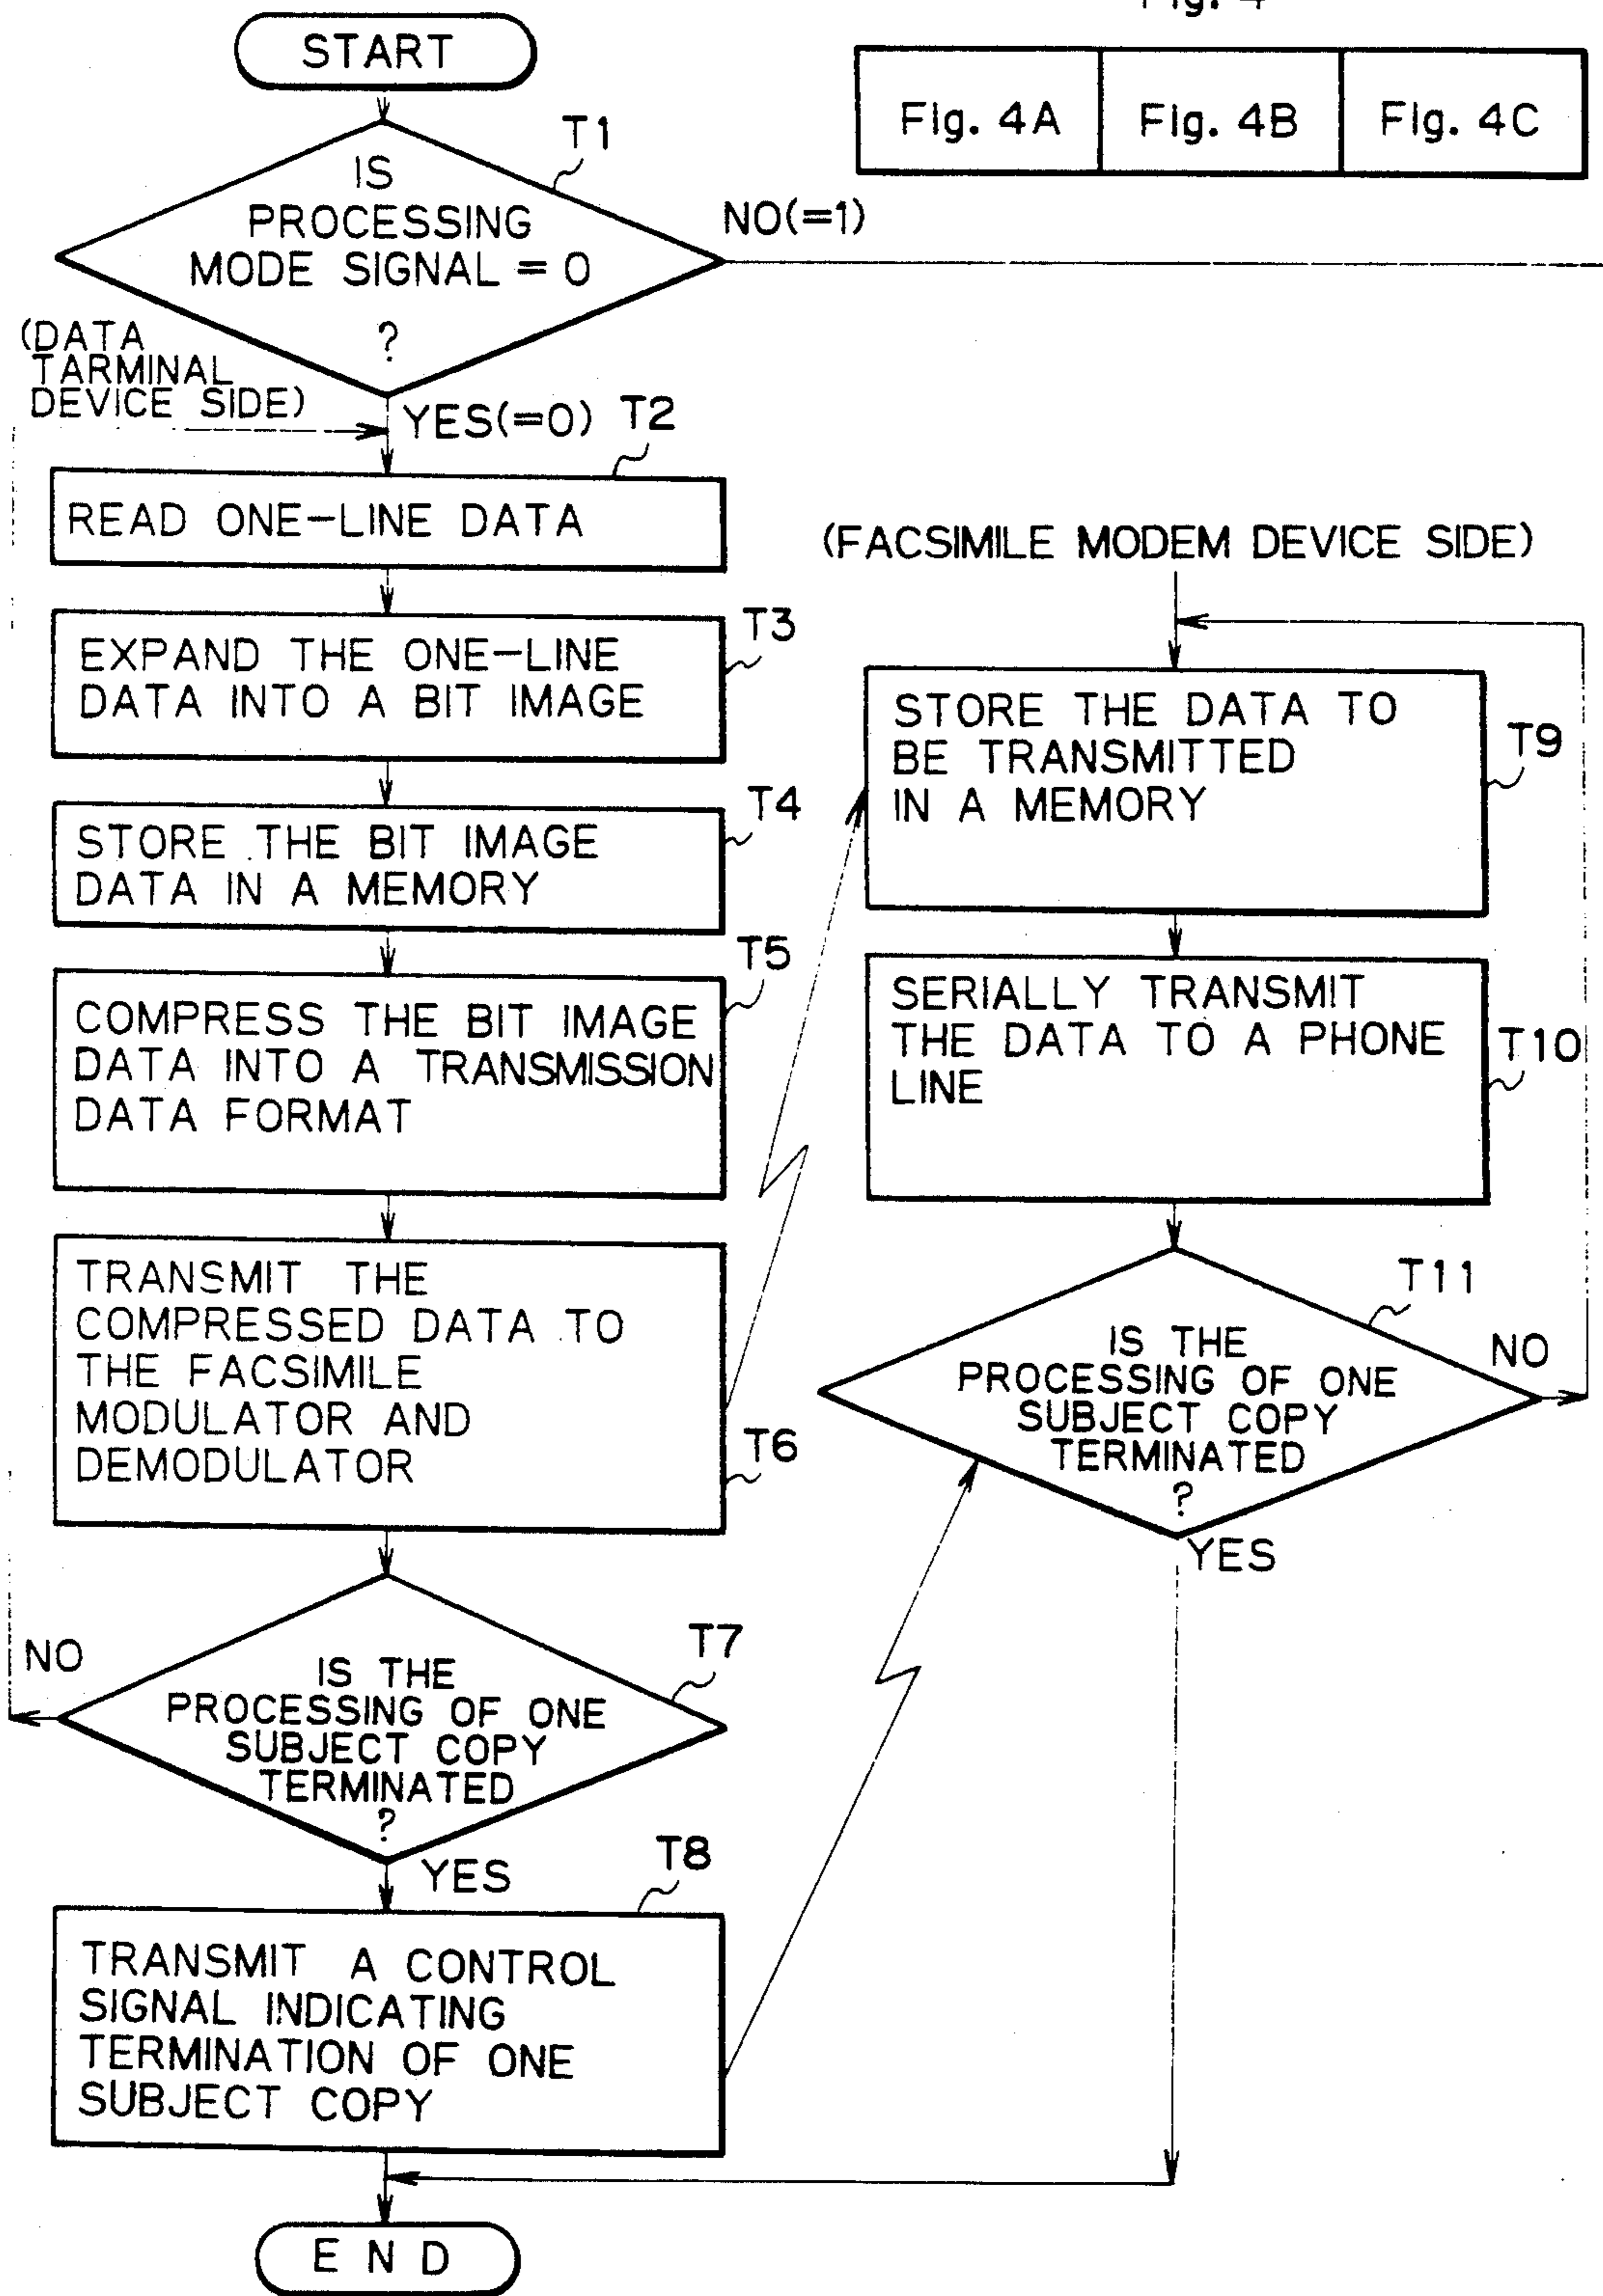 Fig. 4
START
Fig. 4A
Fig. 4B
Fig. 4C
T1
IS
PROCESSING
MODE SIGNAL = 0
?
NO(=1)
(DATA
TARMINAL
DEVICE SIDE)
YES(=0)
T2
READ ONE-LINE DATA
T3
EXPAND THE ONE-LINE
DATA INTO A BIT IMAGE
T4
STORE THE BIT IMAGE
DATA IN A MEMORY
T5
COMPRESS THE BIT IMAGE
DATA INTO A TRANSMISSION
DATA FORMAT
TRANSMIT THE
COMPRESSED DATA TO
THE FACSIMILE
MODULATOR AND
DEMODULATOR
T6
NO
T7
IS THE
PROCESSING OF ONE
SUBJECT COPY
TERMINATED
?
YES
T8
TRANSMIT A CONTROL
SIGNAL INDICATING
TERMINATION OF ONE
SUBJECT COPY
END
(FACSIMILE MODEM DEVICE SIDE)
STORE THE DATA TO
BE TRANSMITTED
IN A MEMORY
T9
SERIALLY TRANSMIT
THE DATA TO A PHONE
LINE
T10
T11
IS THE
PROCESSING OF ONE
SUBJECT COPY
TERMINATED
?
NO
YES